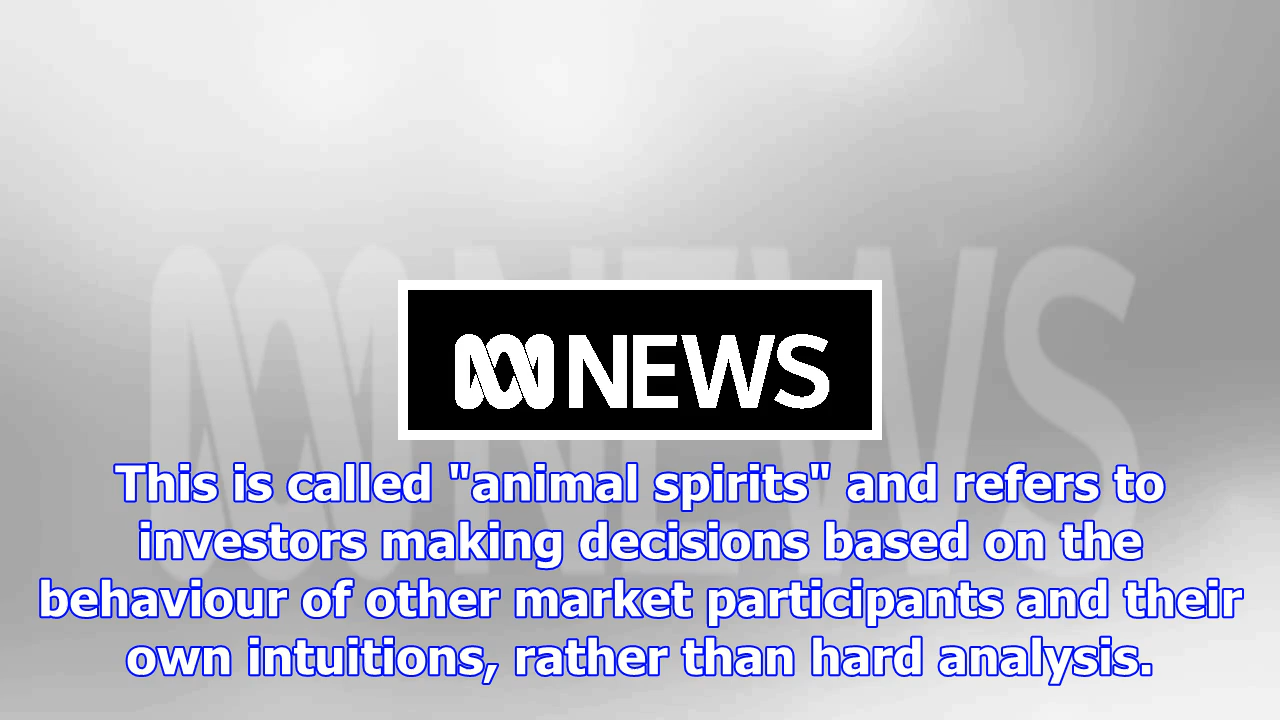 NEWS
NEWS
This is called "animal spirits" and refers to
investors making decisions based on the
behaviour of other market participants and their
own intuitions, rather than hard analysis.